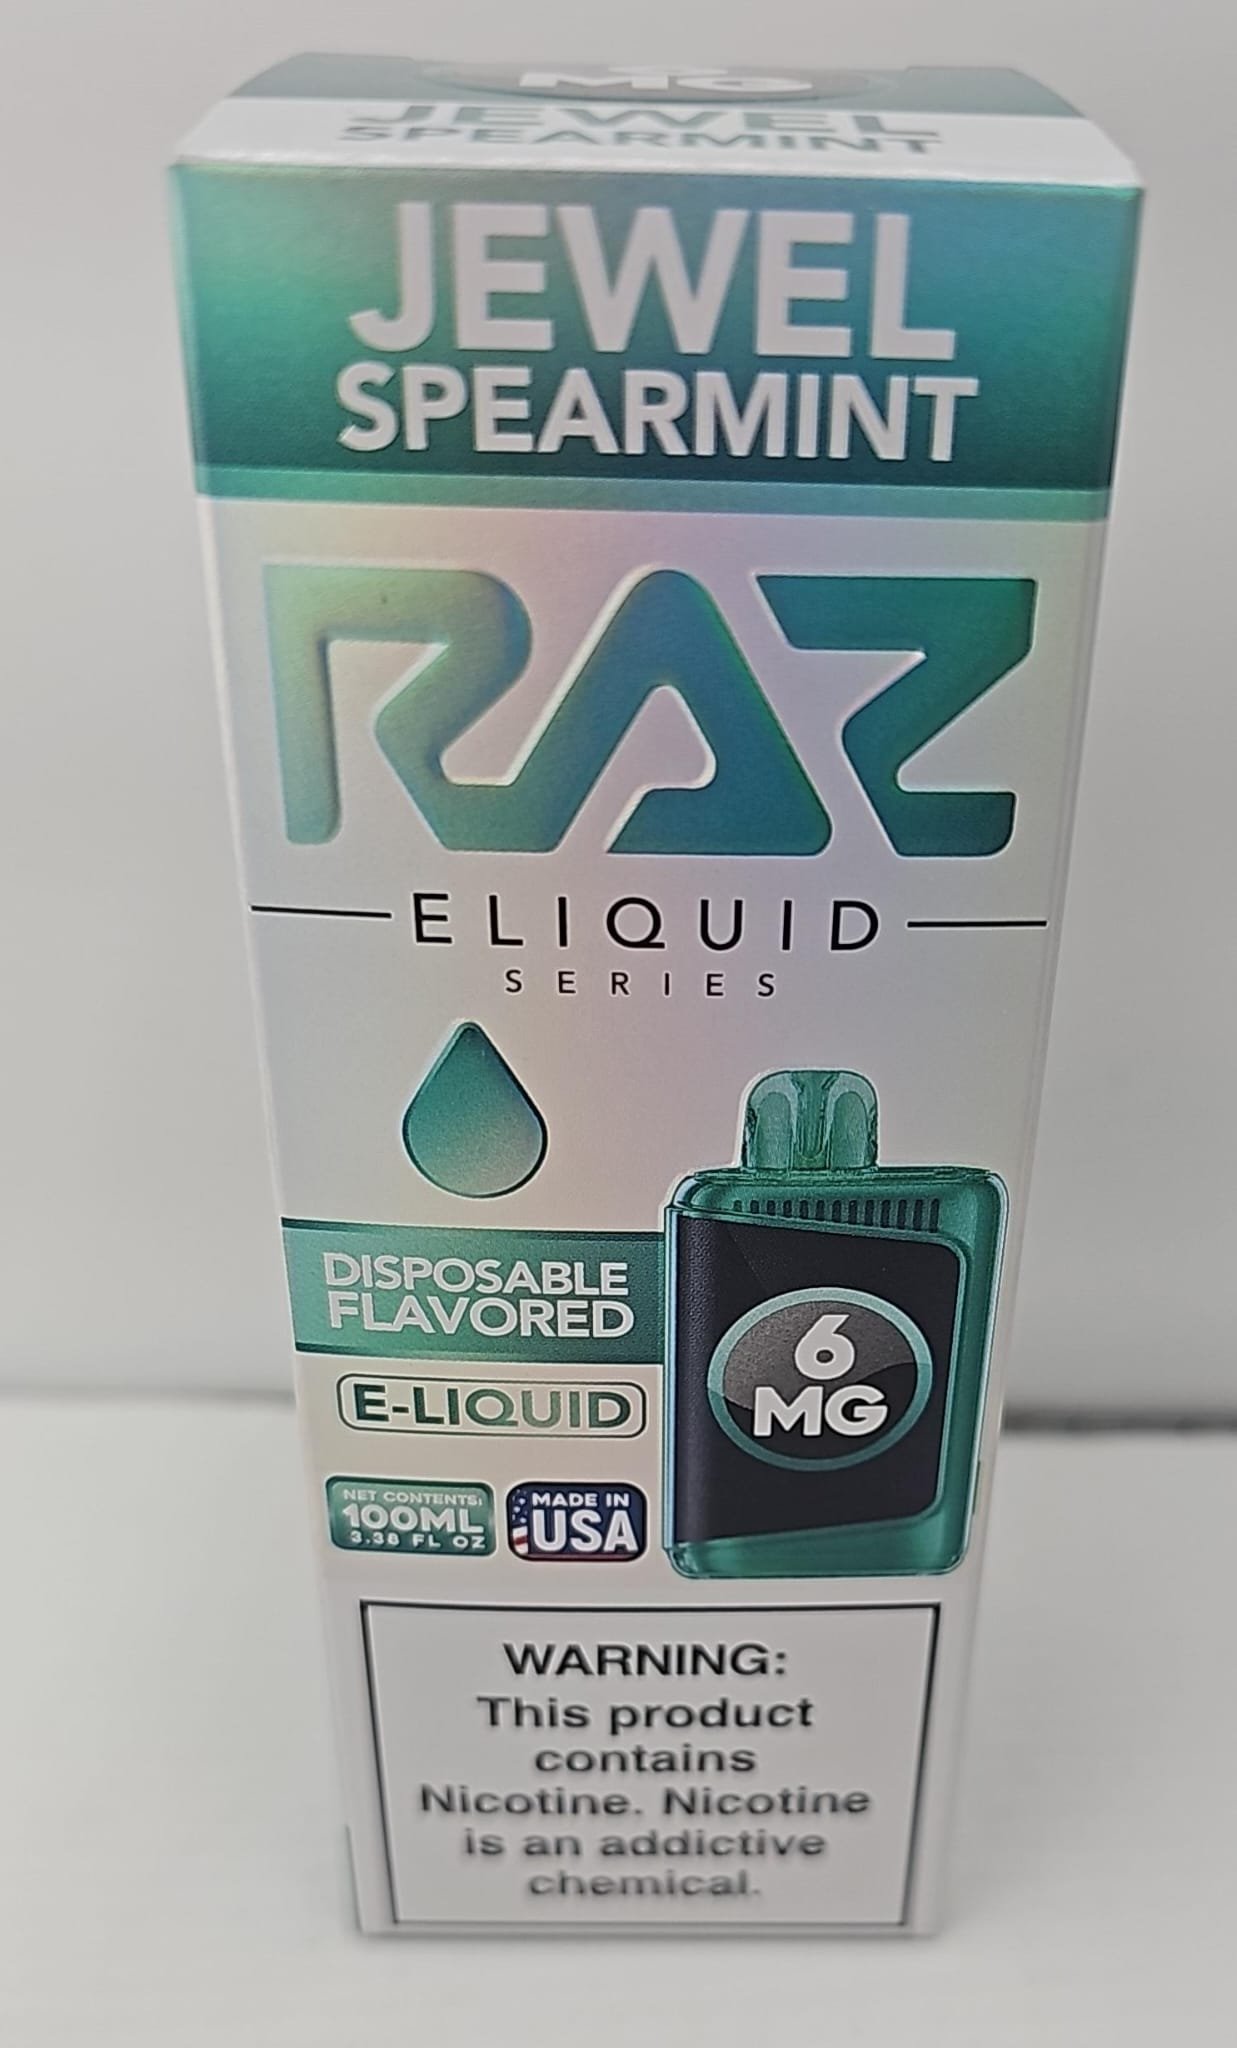 MG
JEWEL
SPEARMINT
JEWEL
SPEARMINT
RAZ
ELIQUID
SERIES
DISPOSABLE
FLAVORED
E-LIQUID
6
MG
NET CONTENTS:
100ML
3.38 FL OZ
MADE IN
USA
WARNING:
This product
contains
Nicotine. Nicotine
is an addictive
chemical.